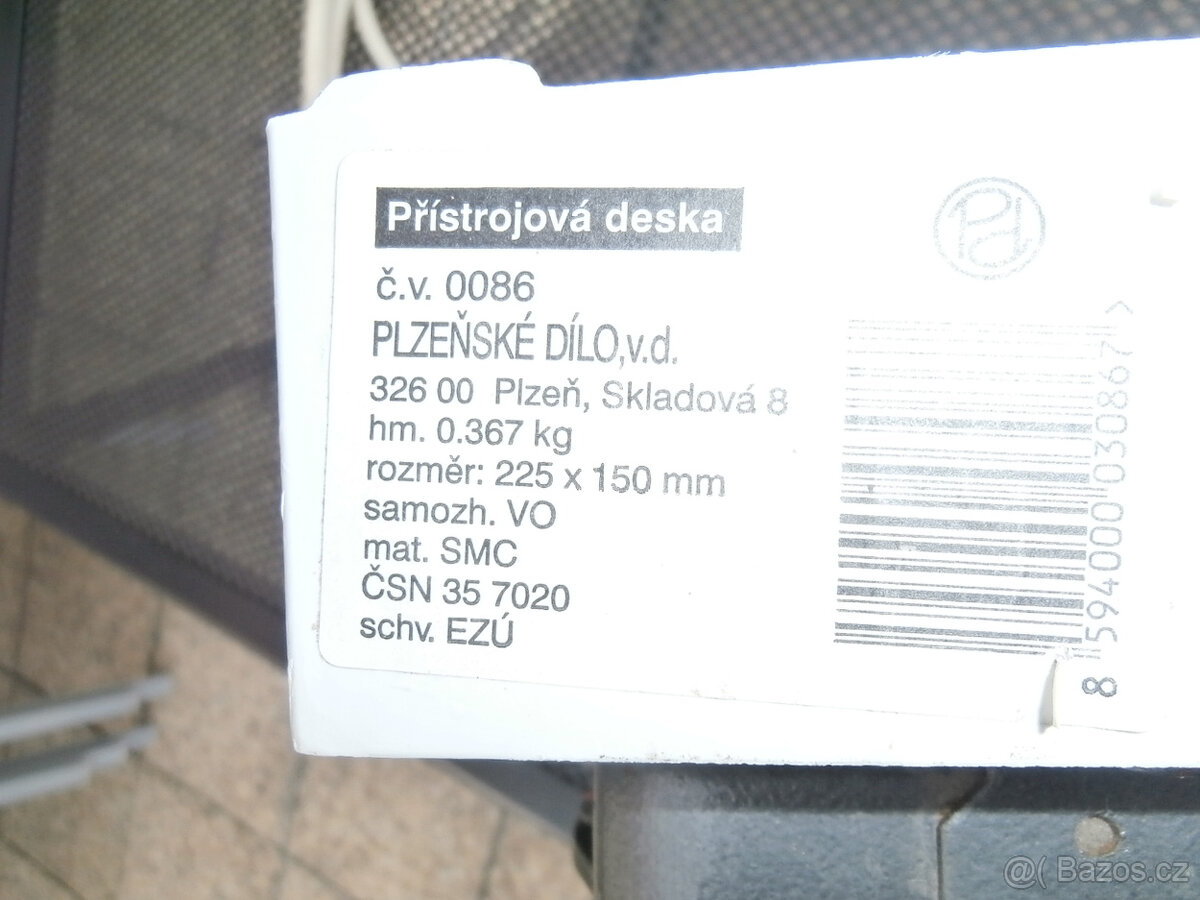 Přístrojová deska
č.v. 0086
PLZEŇSKÉ DÍLO,v.d.
326 00 Plzeň, Skladová 8
hm. 0.367 kg
rozměr: 225 x 150 mm
samozh. VO
mat. SMC
ČSN 35 7020
schv. EZÚ
8 594000 030867 >
@( Bazos.cz